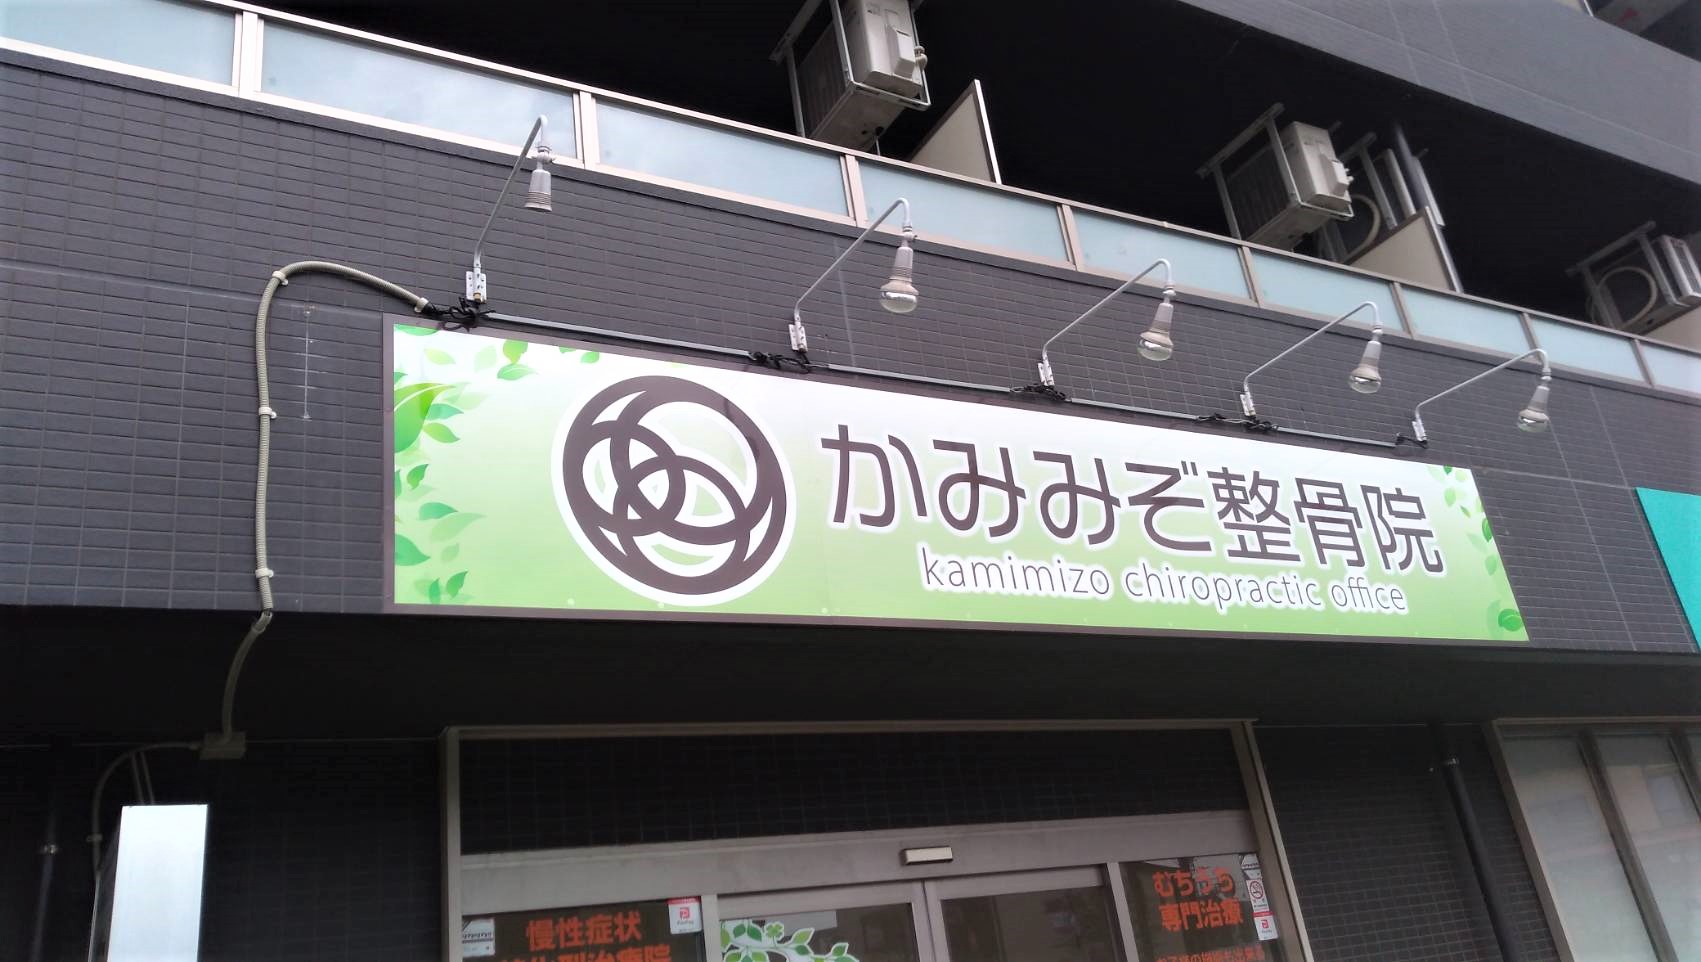 かみみぞ整骨院
kamimizo chiropractic office
慢性症状
むちうち
専門治療